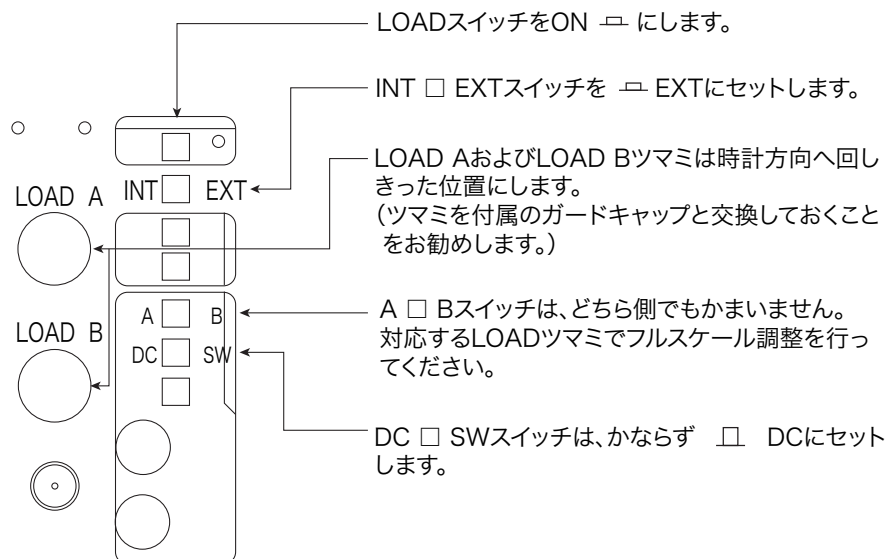 LOADスイッチをON にします。
INT □ EXTスイッチを EXTにセットします。
LOAD AおよびLOAD Bツマミは時計方向へ回し
きった位置にします。
(ツマミを付属のガードキャップと交換しておくこと
をお勧めします。)
A □ Bスイッチは、どちら側でもかまいません。
対応するLOADツマミでフルスケール調整を行っ
てください。
DC □ SWスイッチは、かならず DCにセット
します。
LOAD A
INT EXT
LOAD B
A B
DC SW